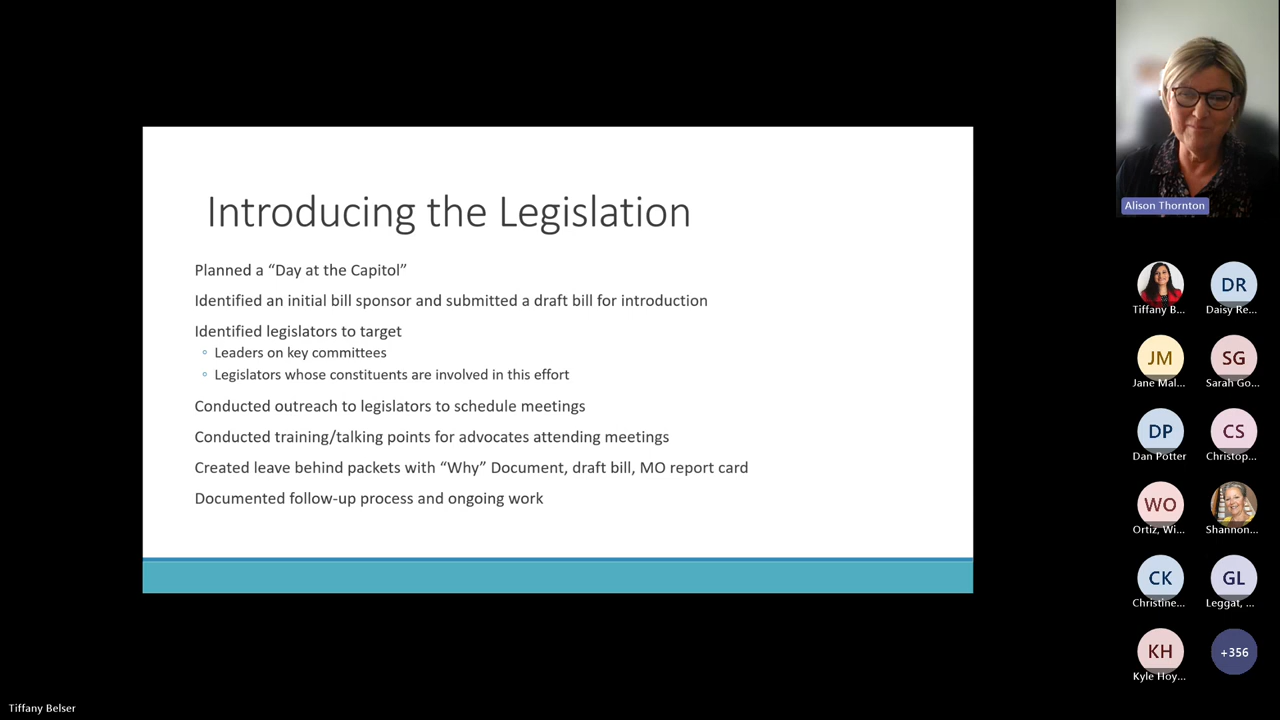 Introducing the Legislation
Planned a “Day at the Capitol”
Identified an initial bill sponsor and submitted a draft bill for introduction
Identified legislators to target
◦ Leaders on key committees
◦ Legislators whose constituents are involved in this effort
Conducted outreach to legislators to schedule meetings
Conducted training/talking points for advocates attending meetings
Created leave behind packets with “Why” Document, draft bill, MO report card
Documented follow-up process and ongoing work
Alison Thornton
Tiffany B...
DR
Daisy Re...
JM
Jane Mal...
SG
Sarah Go...
DP
Dan Potter
CS
Christop...
WO
Ortiz, Wi...
Shannon...
CK
Christine...
GL
Leggat, ...
KH
Kyle Hoy...
+356
Tiffany Belser